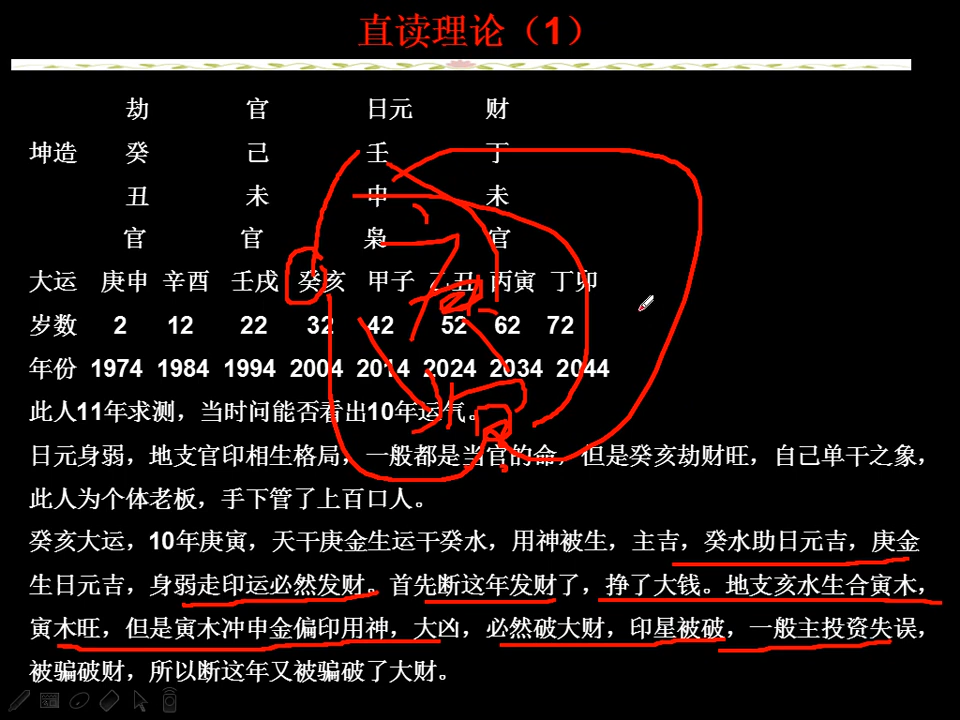 直读理论（1）
劫 官 日元 财
坤造 癸 己 壬 丁
丑 未 申 未
官 官 枭 官
大运 庚申 辛酉 壬戌 癸亥 甲子 乙丑 丙寅 丁卯
岁数 2 12 22 32 42 52 62 72
年份 1974 1984 1994 2004 2014 2024 2034 2044
此人11年求测，当时问能否看出10年运气。
日元身弱，地支官印相生格局，一般都是当官的命，但是癸亥劫财旺，自己单干之象，
此人为个体老板，手下管了上百口人。
癸亥大运，10年庚寅，天干庚金生运干癸水，用神被生，主吉，癸水助日元吉，庚金
生日元吉，身弱走印运必然发财。首先断这年发财了，挣了大钱。地支亥水生合寅木，
寅木旺，但是寅木冲申金偏印用神，大凶，必然破大财，印星被破，一般主投资失误，
被骗破财，所以断这年又被骗破了大财。